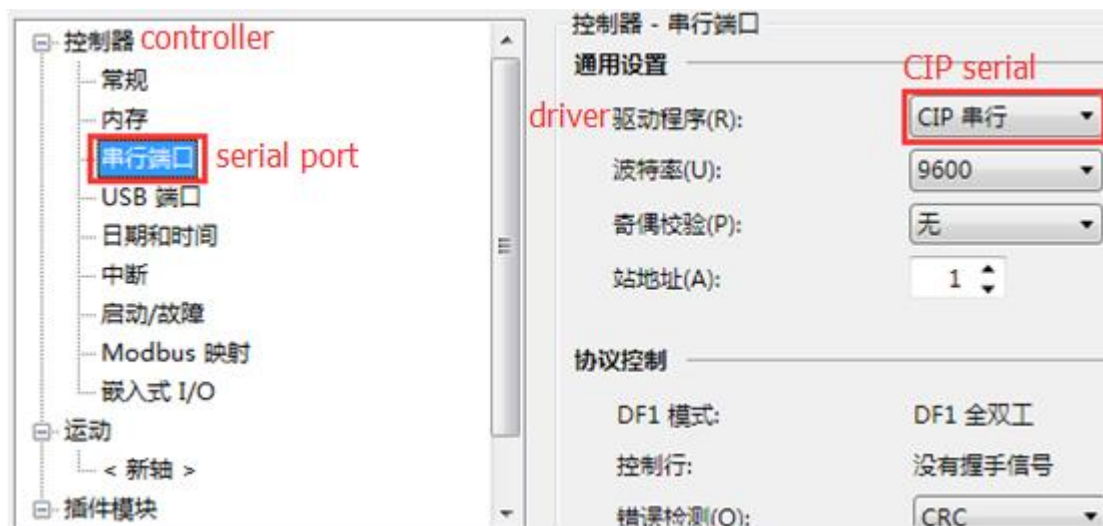 控制器 controller
常规
内存
串行端口 serial port
USB 端口
日期和时间
中断
启动/故障
Modbus 映射
嵌入式 I/O
运动
< 新轴 >
插件模块
控制器 - 串行端口
通用设置
CIP serial
driver 驱动程序(R): CIP 串行
波特率(U): 9600
奇偶校验(P): 无
站地址(A): 1
协议控制
DF1 模式: DF1 全双工
控制行: 没有握手信号
错误检测(O): CRC